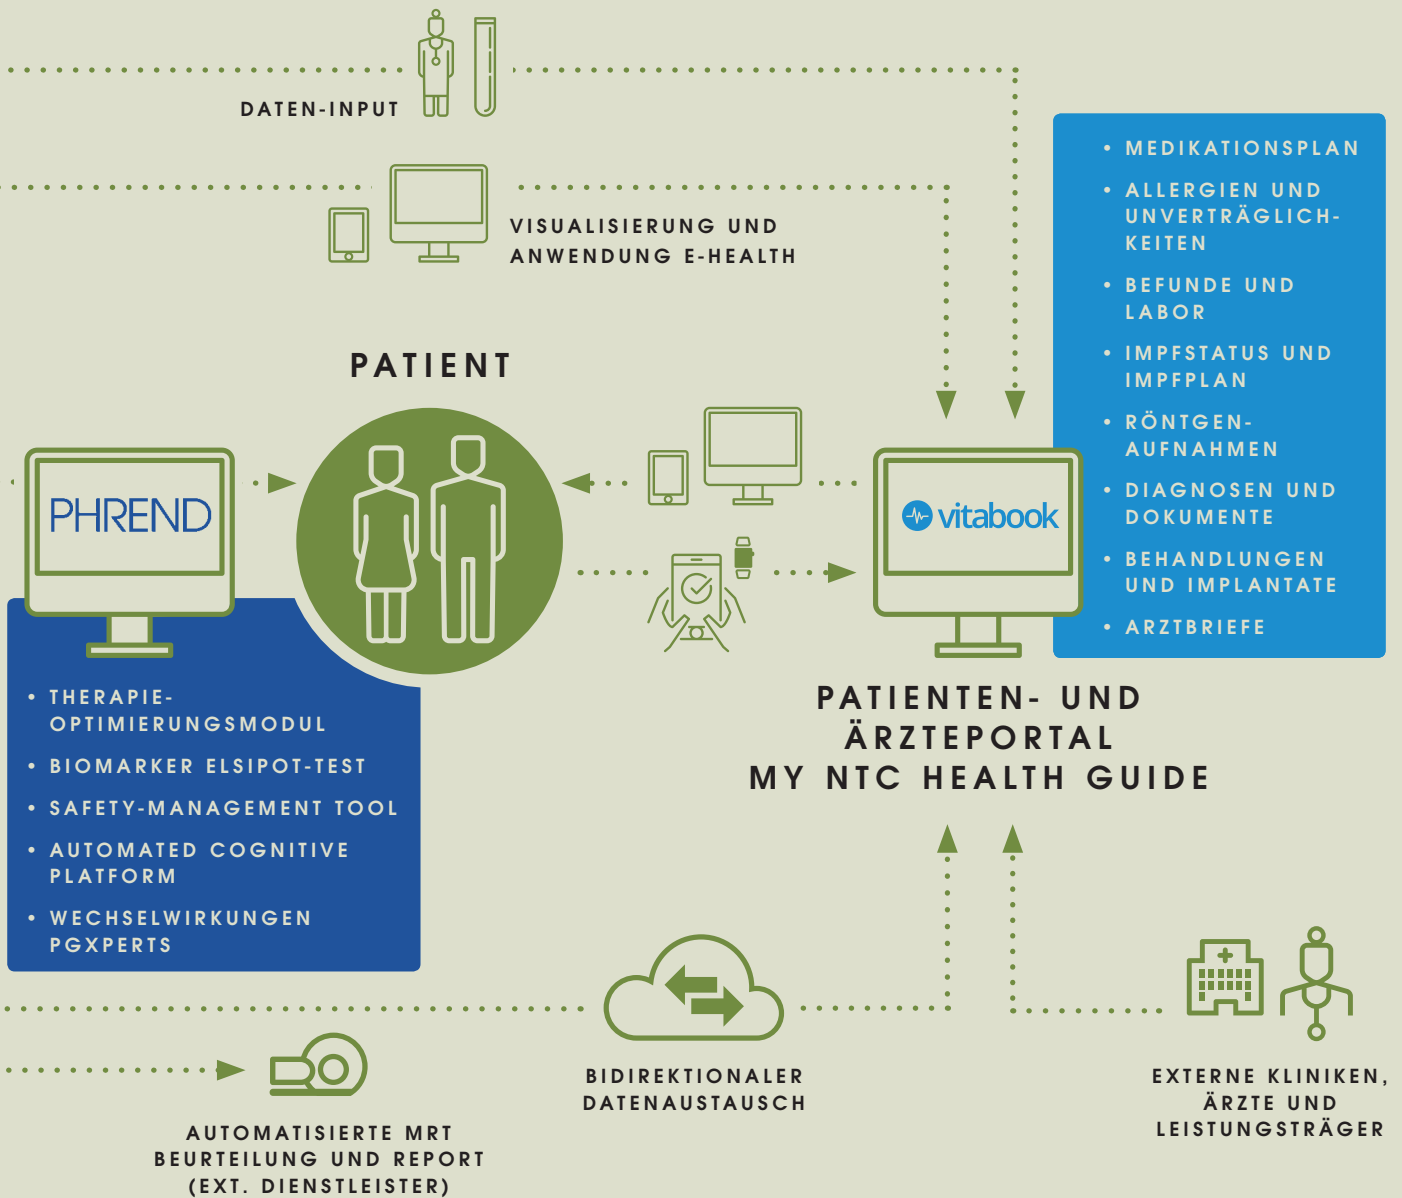 DATEN-INPUT
VISUALISIERUNG UND
ANWENDUNG E-HEALTH
• MEDIKATIONSPLAN
• ALLERGIEN UND
UNVERTRÄGLICH-
KEITEN
• BEFUNDE UND
LABOR
• IMPFSTATUS UND
IMPFPLAN
• RÖNTGEN-
AUFNAHMEN
• DIAGNOSEN UND
DOKUMENTE
• BEHANDLUNGEN
UND IMPLANTATE
• ARZTBRIEFE
PATIENT
PHREND
vitabook
• THERAPIE-
OPTIMIERUNGSMODUL
• BIOMARKER ELSIPOT-TEST
• SAFETY-MANAGEMENT TOOL
• AUTOMATED COGNITIVE
PLATFORM
• WECHSELWIRKUNGEN
PGXPERTS
PATIENTEN- UND
ÄRZTEPORTAL
MY NTC HEALTH GUIDE
BIDIREKTIONALER
DATENAUSTAUSCH
EXTERNE KLINIKEN,
ÄRZTE UND
LEISTUNGSTRÄGER
AUTOMATISIERTE MRT
BEURTEILUNG UND REPORT
(EXT. DIENSTLEISTER)